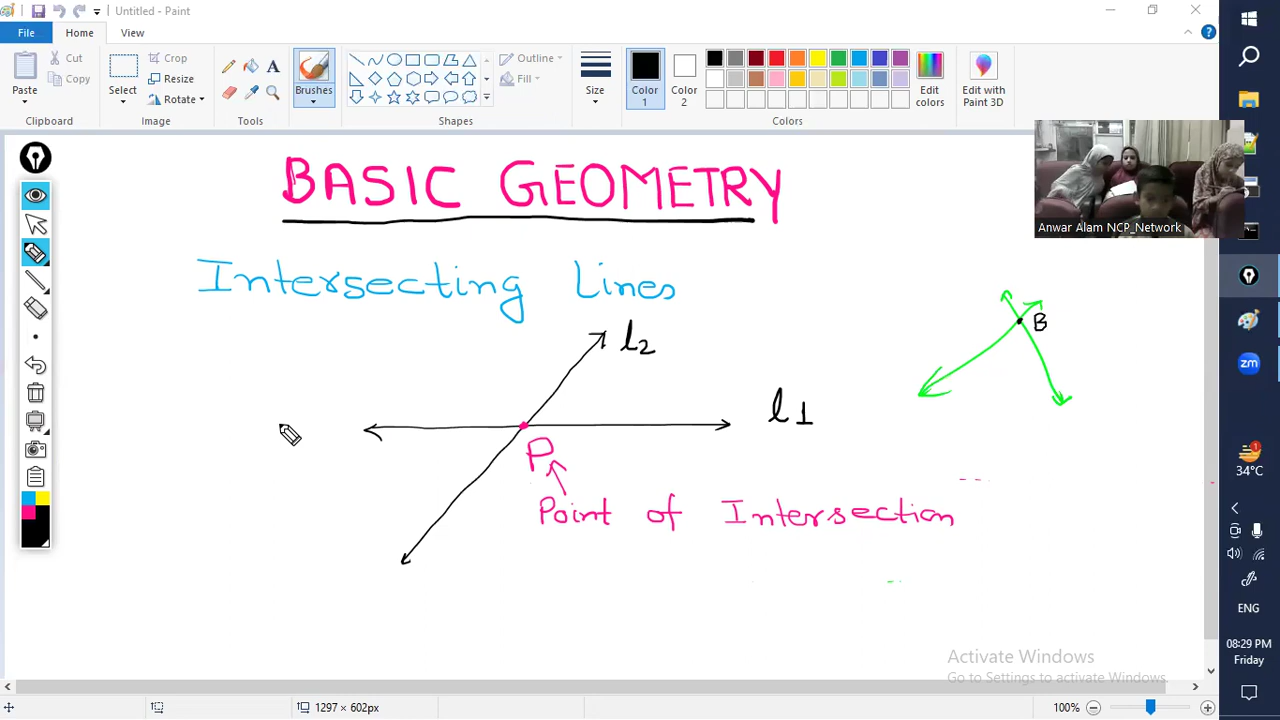 Untitled - Paint
File
Home
View
Paste
Cut
Copy
Clipboard
Select
Crop
Resize
Rotate
Image
Tools
Brushes
Shapes
Outline
Fill
Size
Color 1
Color 2
Edit colors
Edit with Paint 3D
Colors
Anwar Alam NCP_Network
BASIC GEOMETRY
Intersecting Lines
l2
B
l1
P
Point of Intersection
zm
34°C
ENG
08:29 PM
Friday
Activate Windows
Go to Settings to activate Windows.
1297 × 602px
100%